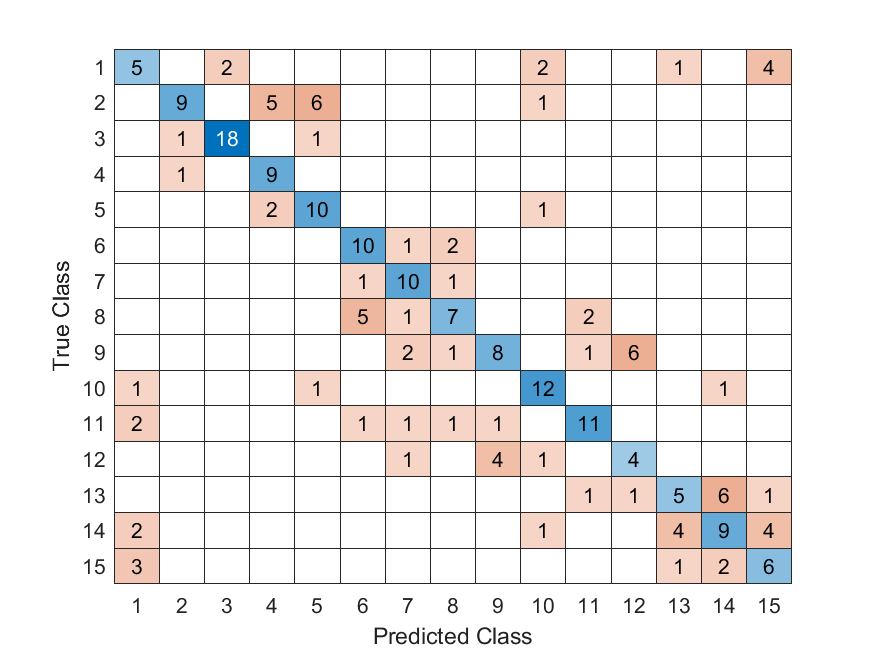 1 5 2 2 1 4
2 9 5 6 1
3 1 18 1
4 1 9
5 2 10 1
6 10 1 2
7 1 10 1
8 5 1 7 2
9 2 1 8 1 6
10 1 1 12 1
11 2 1 1 1 1 11
12 1 4 1 4
13 1 1 5 6 1
14 2 1 4 9 4
15 3 1 2 6
1 2 3 4 5 6 7 8 9 10 11 12 13 14 15
Predicted Class
True Class